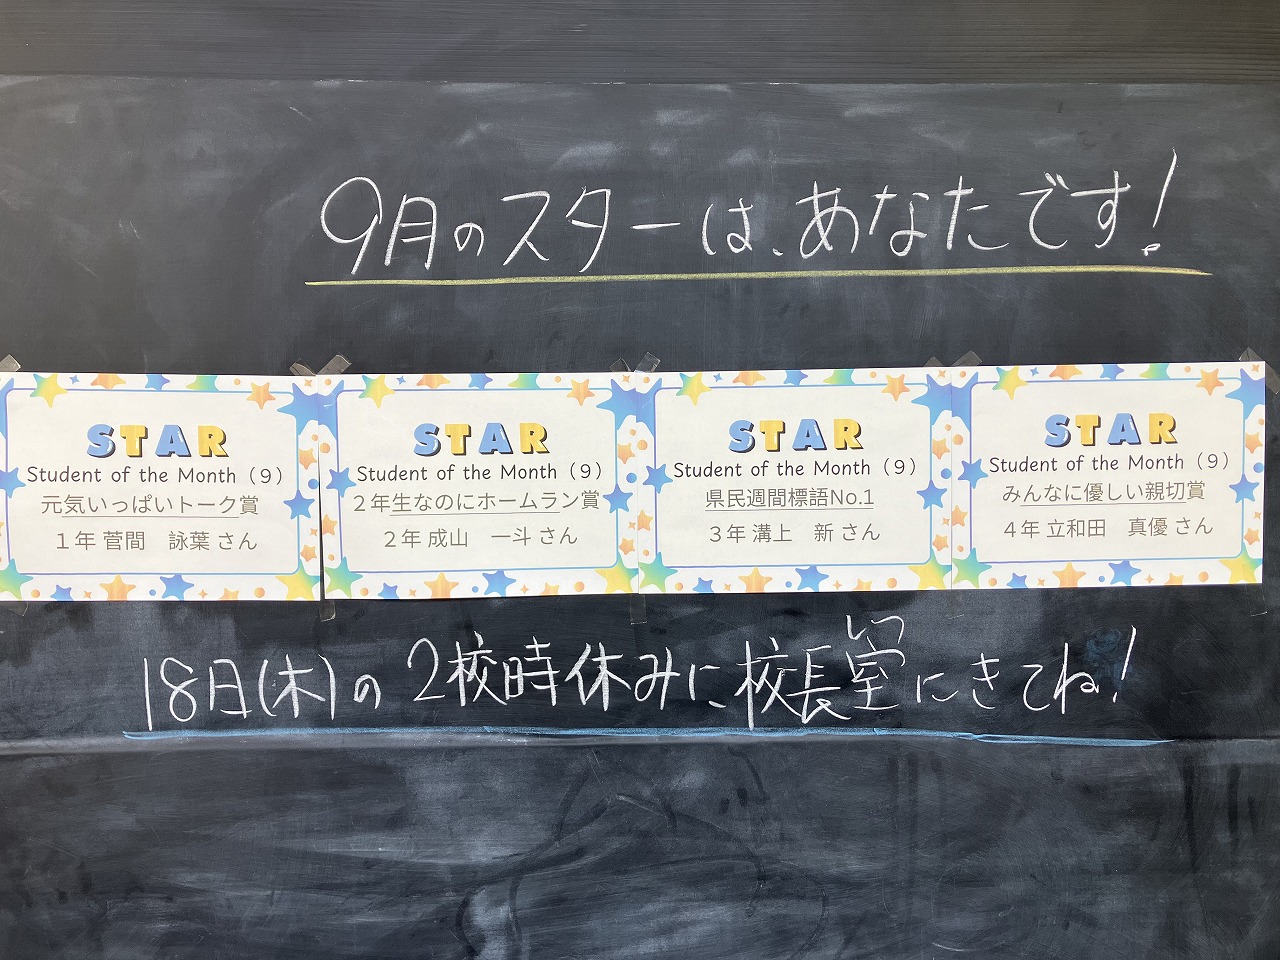 9月のスターは、あなたです!
STAR
Student of the Month（9）
元気いっぱいトーク賞
１年 菅間　詠葉 さん
STAR
Student of the Month（9）
２年生なのにホームラン賞
２年 成山　一斗 さん
STAR
Student of the Month（9）
県民週間標語No.1
３年 溝上　新 さん
STAR
Student of the Month（9）
みんなに優しい親切賞
４年 立和田　真優 さん
しつ
18日(木)の2校時休みに校長室にきてね!